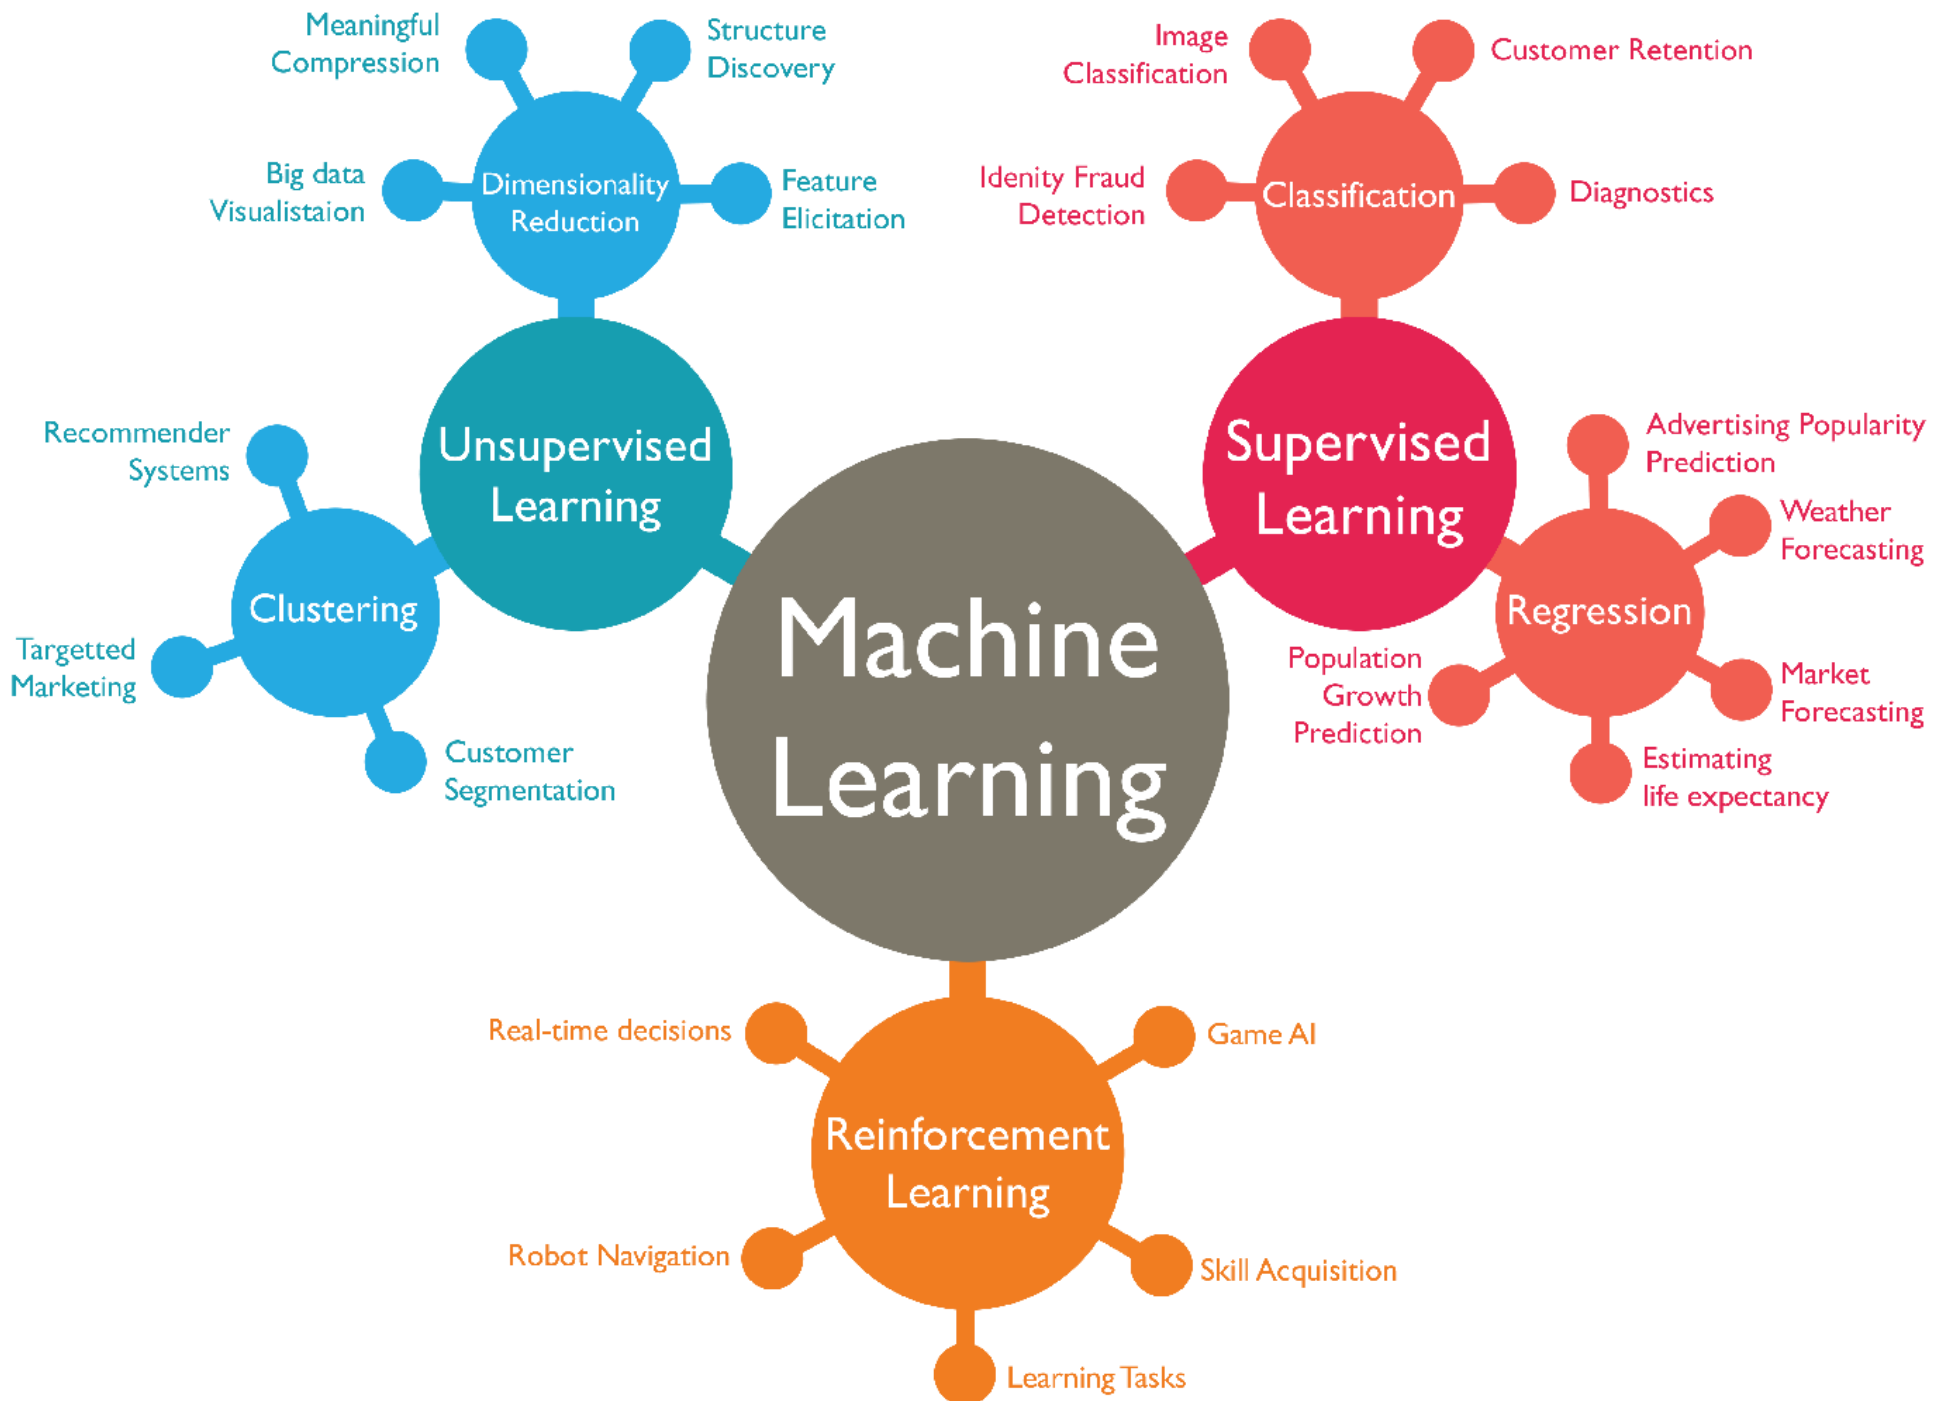 Meaningful
Compression
Structure
Discovery
Big data
Visualistaion
Dimensionality
Reduction
Feature
Elicitation
Image
Classification
Customer Retention
Idenity Fraud
Detection
Classification
Diagnostics
Recommender
Systems
Unsupervised
Learning
Clustering
Targetted
Marketing
Customer
Segmentation
Machine
Learning
Supervised
Learning
Advertising Popularity
Prediction
Weather
Forecasting
Regression
Population
Growth
Prediction
Market
Forecasting
Estimating
life expectancy
Real-time decisions
Game AI
Reinforcement
Learning
Robot Navigation
Skill Acquisition
Learning Tasks